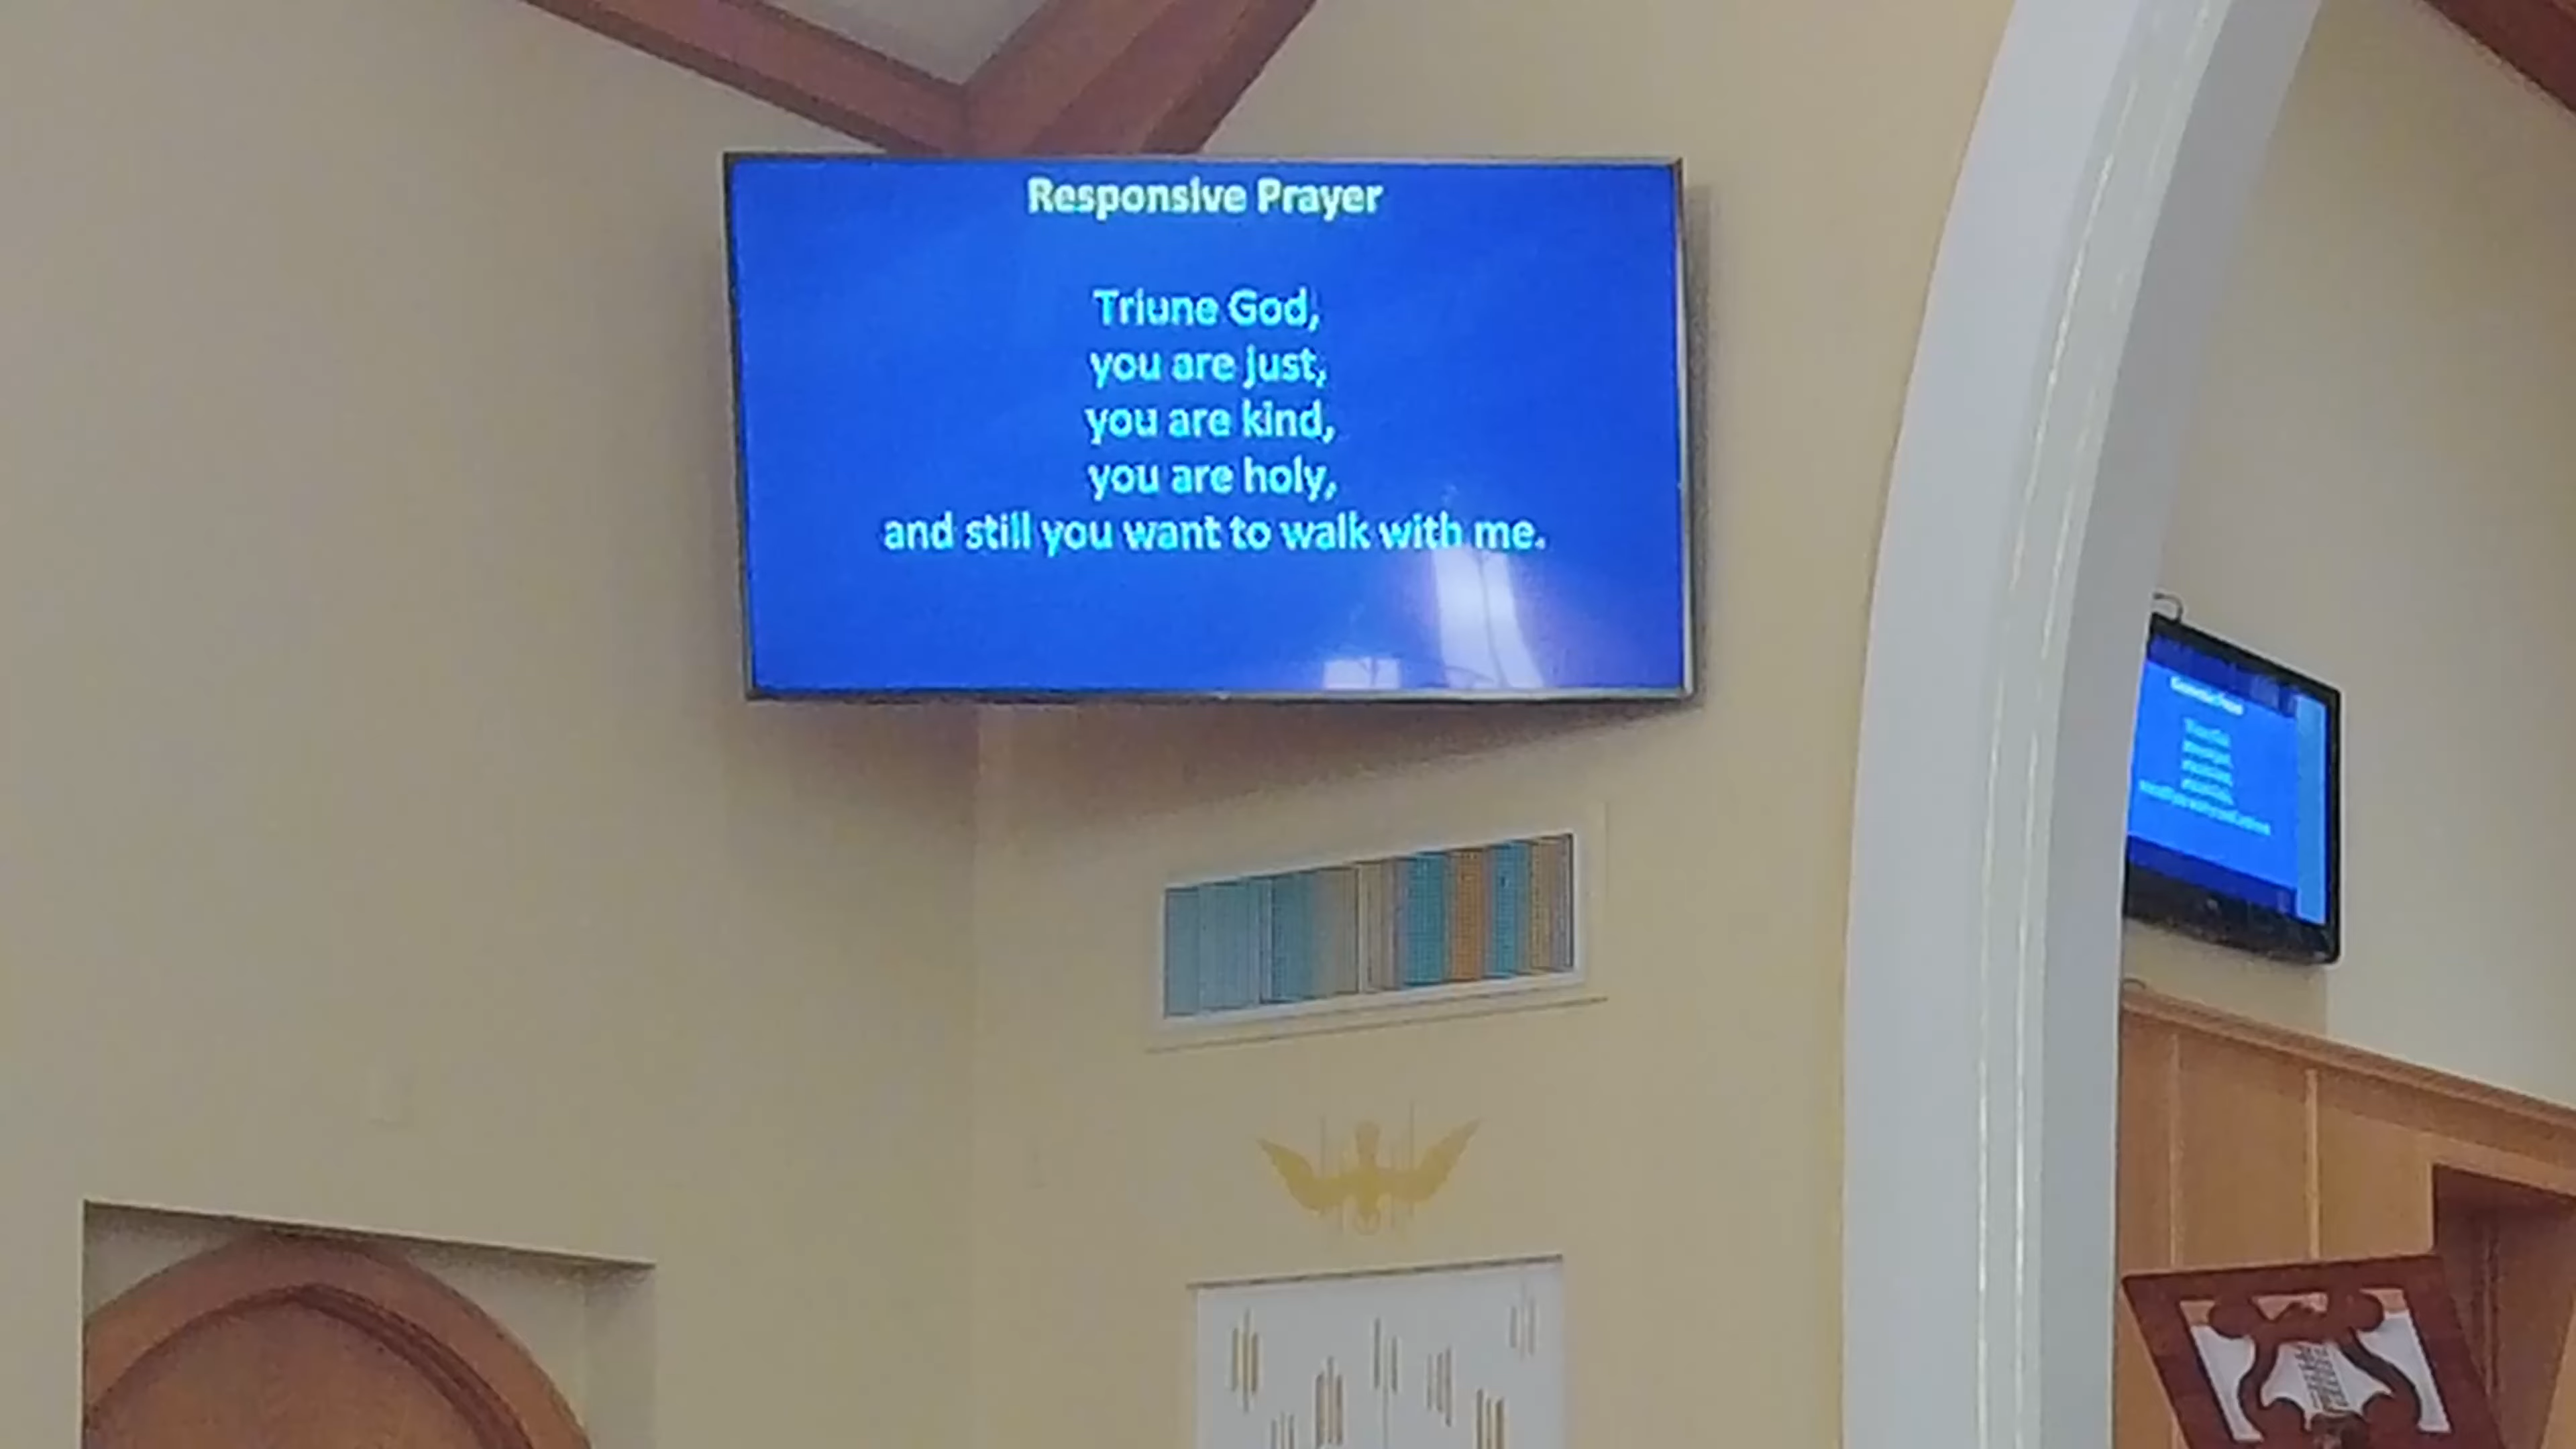 Responsive Prayer
Triune God,
you are just,
you are kind,
you are holy,
and still you want to walk with me.